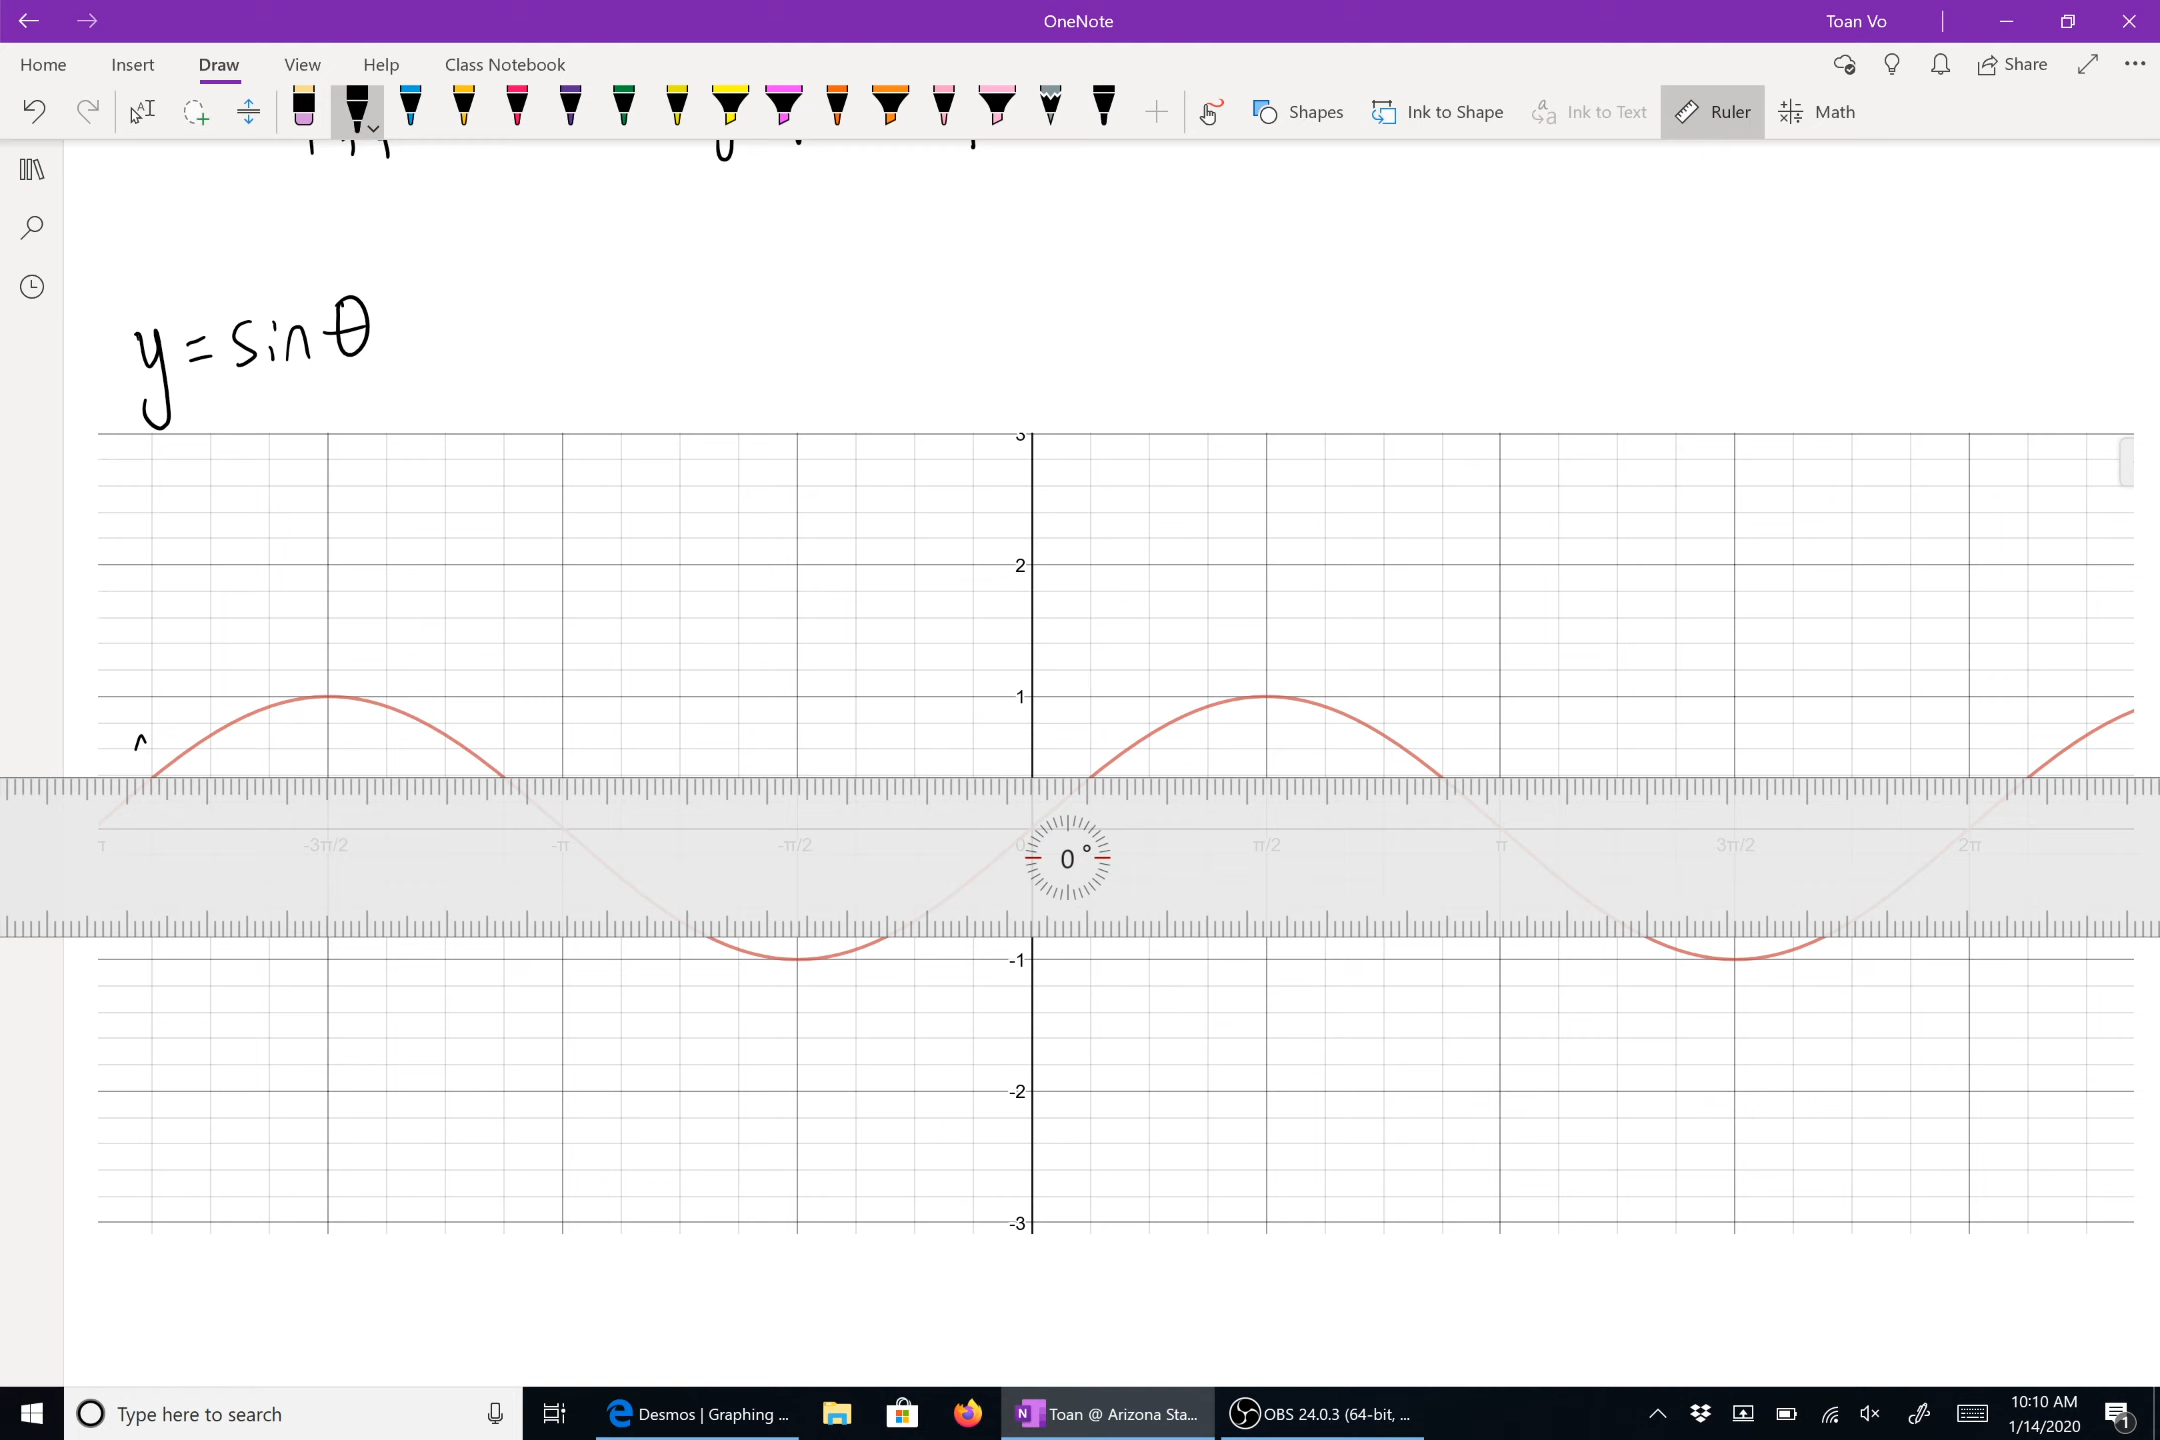 OneNote
Toan Vo
Home Insert Draw View Help Class Notebook
Share
Shapes Ink to Shape Ink to Text Ruler Math
y = sin θ
3
2
1
-3π/2 -π -π/2 0 π/2 π 3π/2 2π
0°
-1
-2
-3
Type here to search
Desmos | Graphing ...
Toan @ Arizona Sta...
OBS 24.0.3 (64-bit, ...
10:10 AM
1/14/2020
1